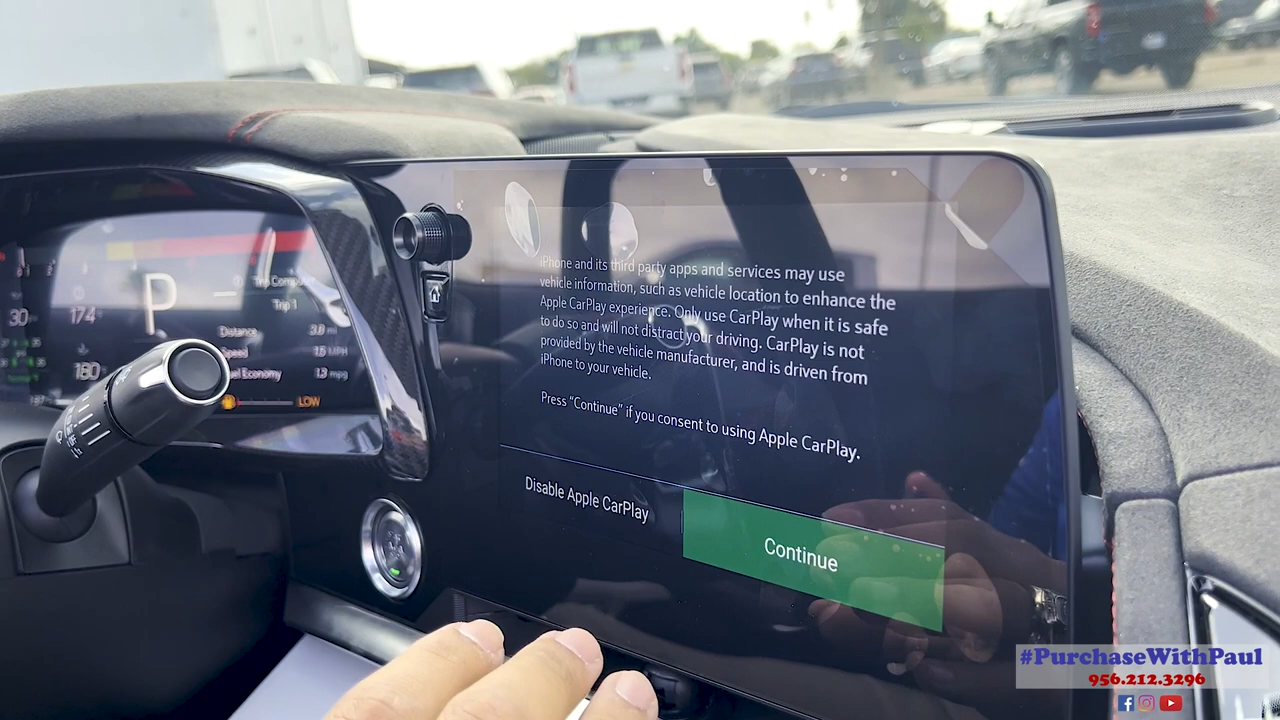 iPhone and its third party apps and services may use
vehicle information, such as vehicle location to enhance the
Apple CarPlay experience. Only use CarPlay when it is safe
to do so and will not distract your driving. CarPlay is not
provided by the vehicle manufacturer, and is driven from
iPhone to your vehicle.
Press “Continue” if you consent to using Apple CarPlay.
Disable Apple CarPlay
Continue
P
Trip 1
30
174
Distance
Speed
MPH
180
Economy
mpg
LOW
#PurchaseWithPaul
956.212.3296